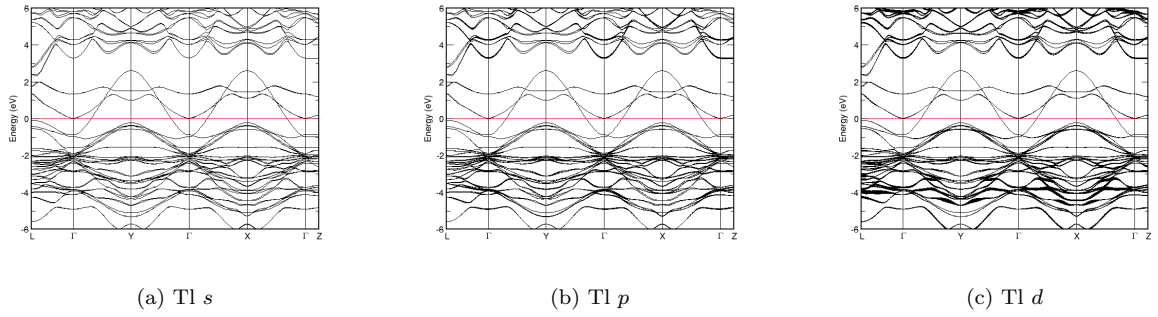 6
4
2
0
-2
-4
-6
Energy (eV)
L Γ Y Γ X Γ Z
(a) Tl s
6
4
2
0
-2
-4
-6
Energy (eV)
L Γ Y Γ X Γ Z
(b) Tl p
6
4
2
0
-2
-4
-6
Energy (eV)
L Γ Y Γ X Γ Z
(c) Tl d